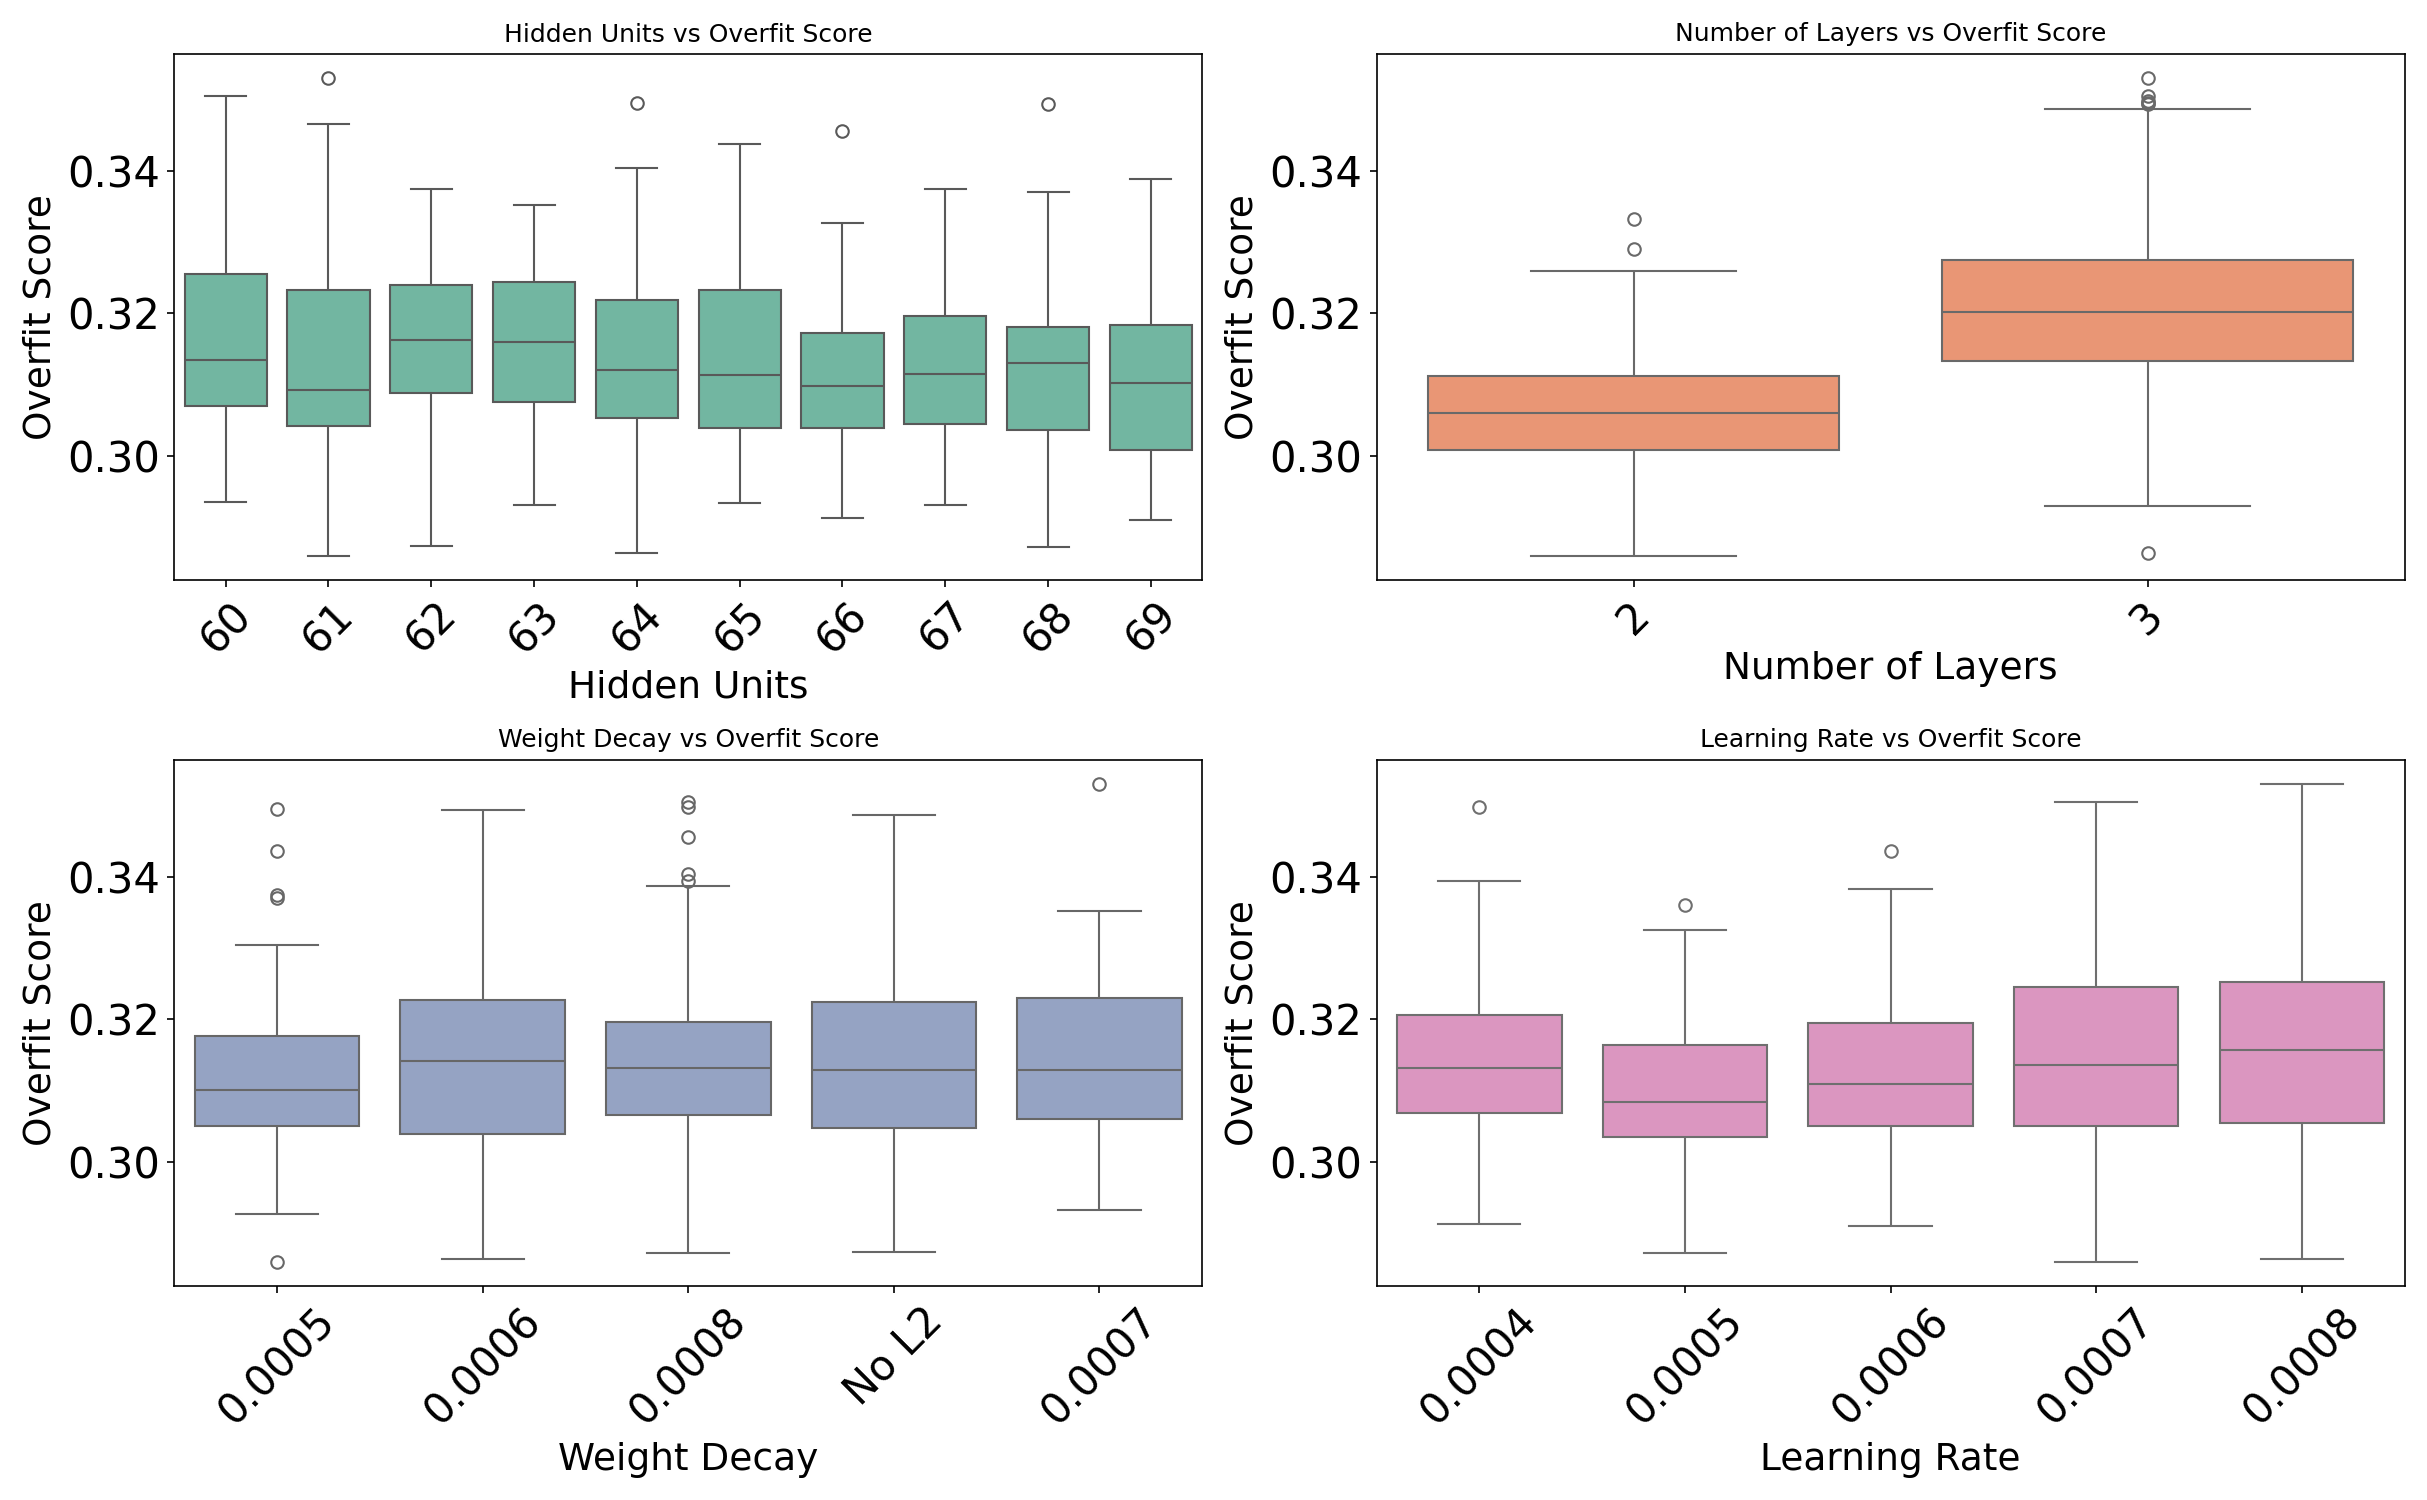 Hidden Units vs Overfit Score
Overfit Score
0.34
0.32
0.30
60 61 62 63 64 65 66 67 68 69
Hidden Units
Number of Layers vs Overfit Score
Overfit Score
0.34
0.32
0.30
2 3
Number of Layers
Weight Decay vs Overfit Score
Overfit Score
0.34
0.32
0.30
0.0005 0.0006 0.0008 No L2 0.0007
Weight Decay
Learning Rate vs Overfit Score
Overfit Score
0.34
0.32
0.30
0.0004 0.0005 0.0006 0.0007 0.0008
Learning Rate